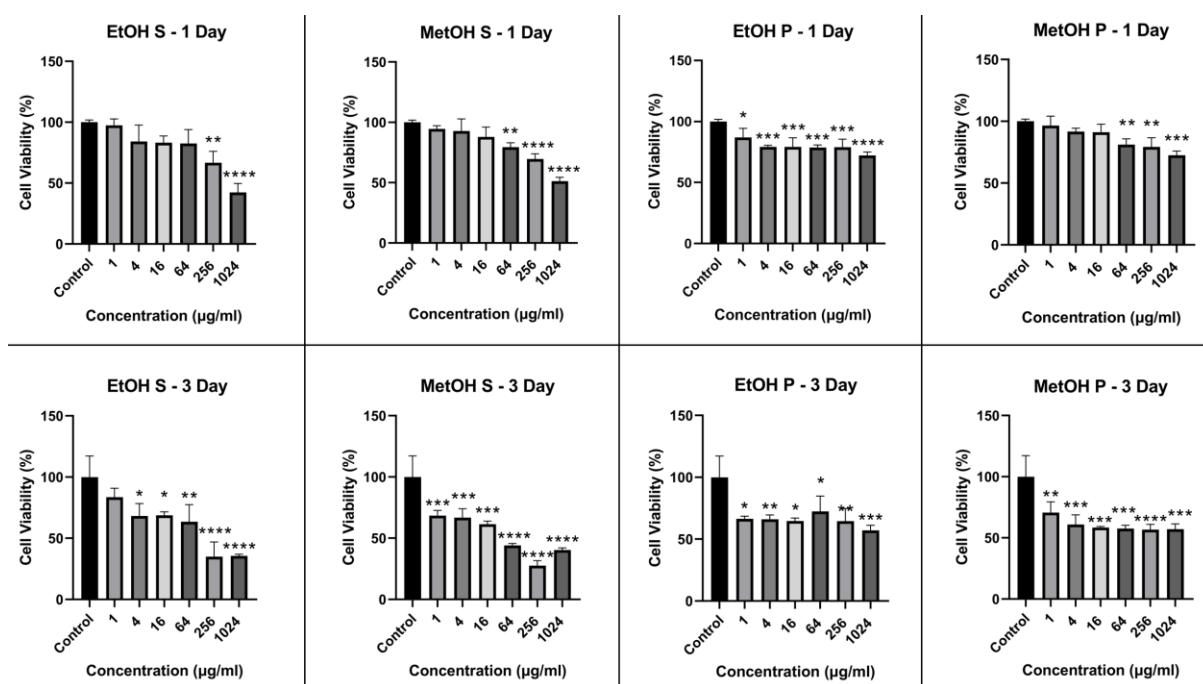 EtOH S - 1 Day
Cell Viability (%)
150
100
50
0
** ****
Control 1 4 16 64 256 1024
Concentration (µg/ml)
MetOH S - 1 Day
Cell Viability (%)
150
100
50
0
** **** ****
Control 1 4 16 64 256 1024
Concentration (µg/ml)
EtOH P - 1 Day
Cell Viability (%)
150
100
50
0
* *** *** *** *** ****
Control 1 4 16 64 256 1024
Concentration (µg/ml)
MetOH P - 1 Day
Cell Viability (%)
150
100
50
0
** ** ***
Control 1 4 16 64 256 1024
Concentration (µg/ml)
EtOH S - 3 Day
Cell Viability (%)
150
100
50
0
* * ** **** ****
Control 1 4 16 64 256 1024
Concentration (µg/ml)
MetOH S - 3 Day
Cell Viability (%)
150
100
50
0
*** *** *** **** **** ****
Control 1 4 16 64 256 1024
Concentration (µg/ml)
EtOH P - 3 Day
Cell Viability (%)
150
100
50
0
* ** * * ** ***
Control 1 4 16 64 256 1024
Concentration (µg/ml)
MetOH P - 3 Day
Cell Viability (%)
150
100
50
0
** *** *** *** **** ***
Control 1 4 16 64 256 1024
Concentration (µg/ml)